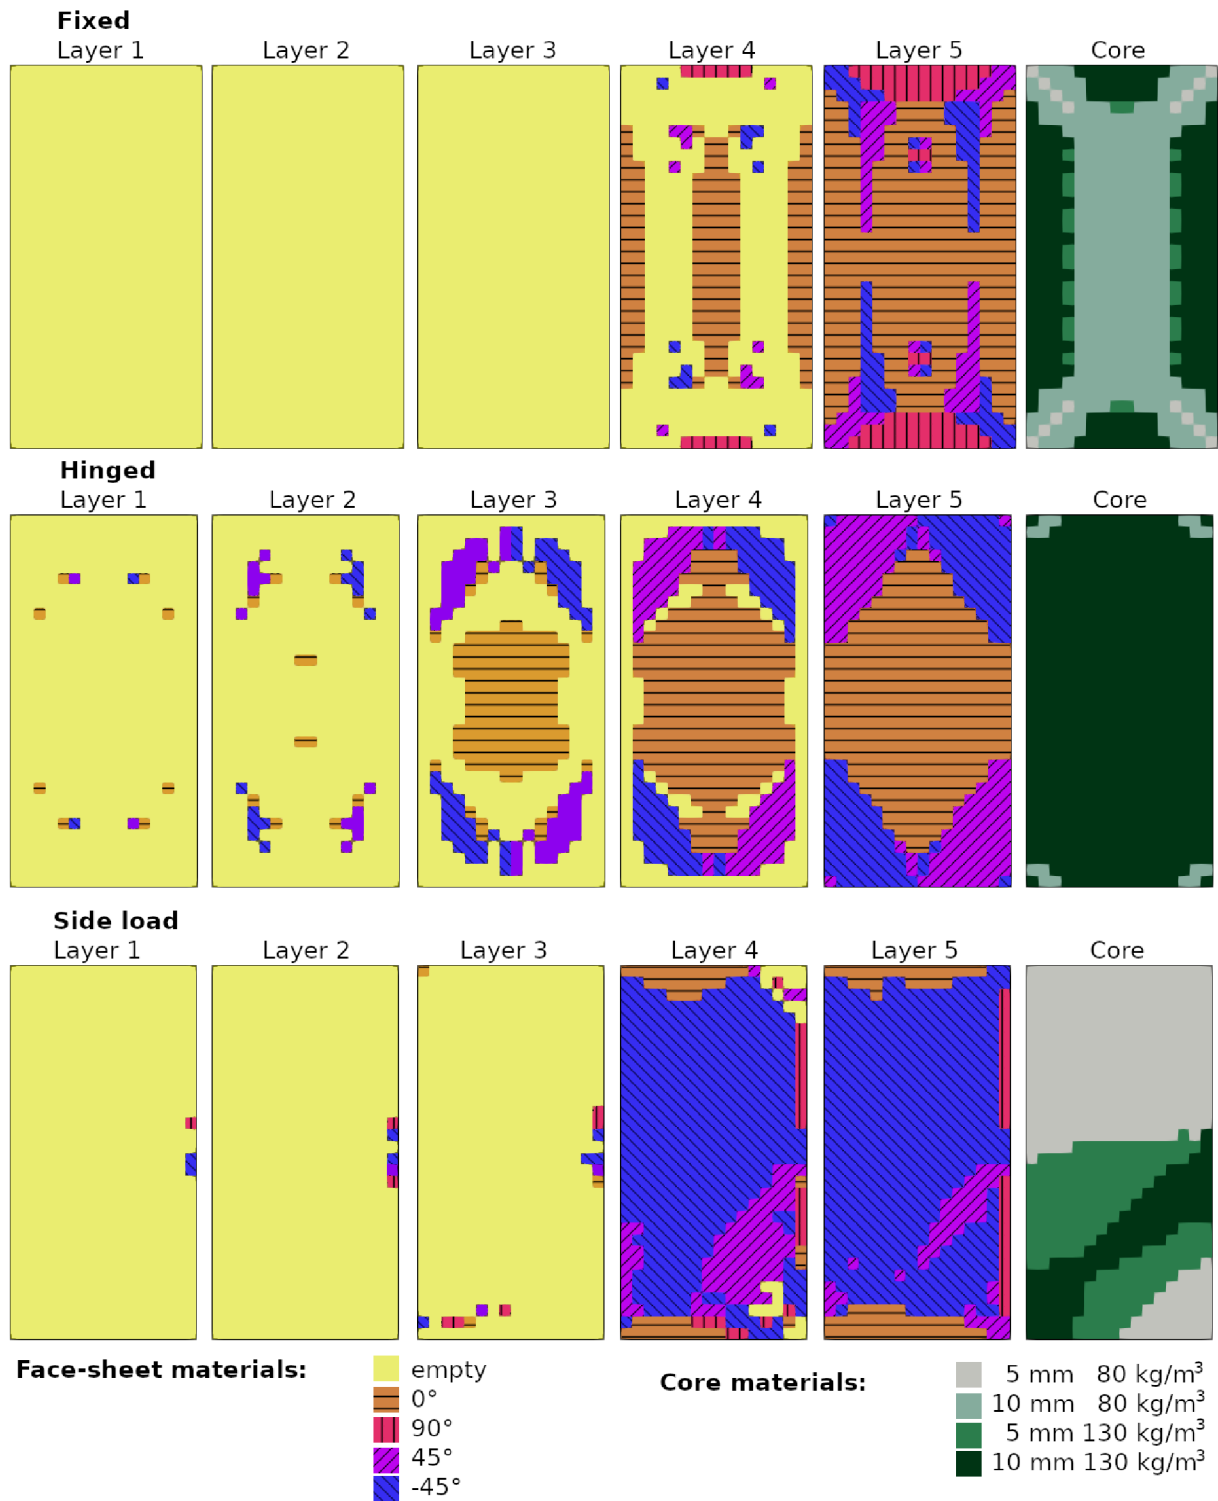 Fixed
Layer 1 Layer 2 Layer 3 Layer 4 Layer 5 Core
Hinged
Layer 1 Layer 2 Layer 3 Layer 4 Layer 5 Core
Side load
Layer 1 Layer 2 Layer 3 Layer 4 Layer 5 Core
Face-sheet materials:
empty
0°
90°
45°
-45°
Core materials:
5 mm 80 kg/m³
10 mm 80 kg/m³
5 mm 130 kg/m³
10 mm 130 kg/m³